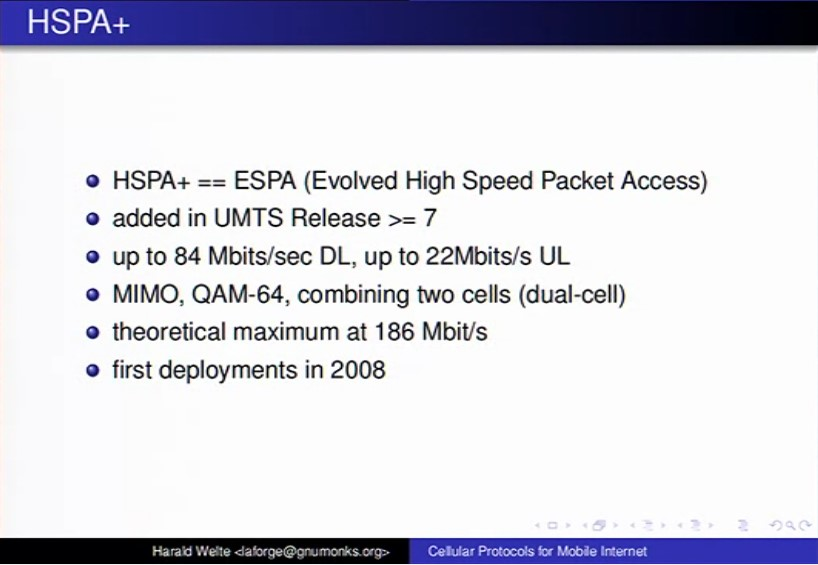 HSPA+
HSPA+ == ESPA (Evolved High Speed Packet Access)
added in UMTS Release >= 7
up to 84 Mbits/sec DL, up to 22Mbits/s UL
MIMO, QAM-64, combining two cells (dual-cell)
theoretical maximum at 186 Mbit/s
first deployments in 2008
Harald Welte <laforge@gnumonks.org>
Cellular Protocols for Mobile Internet